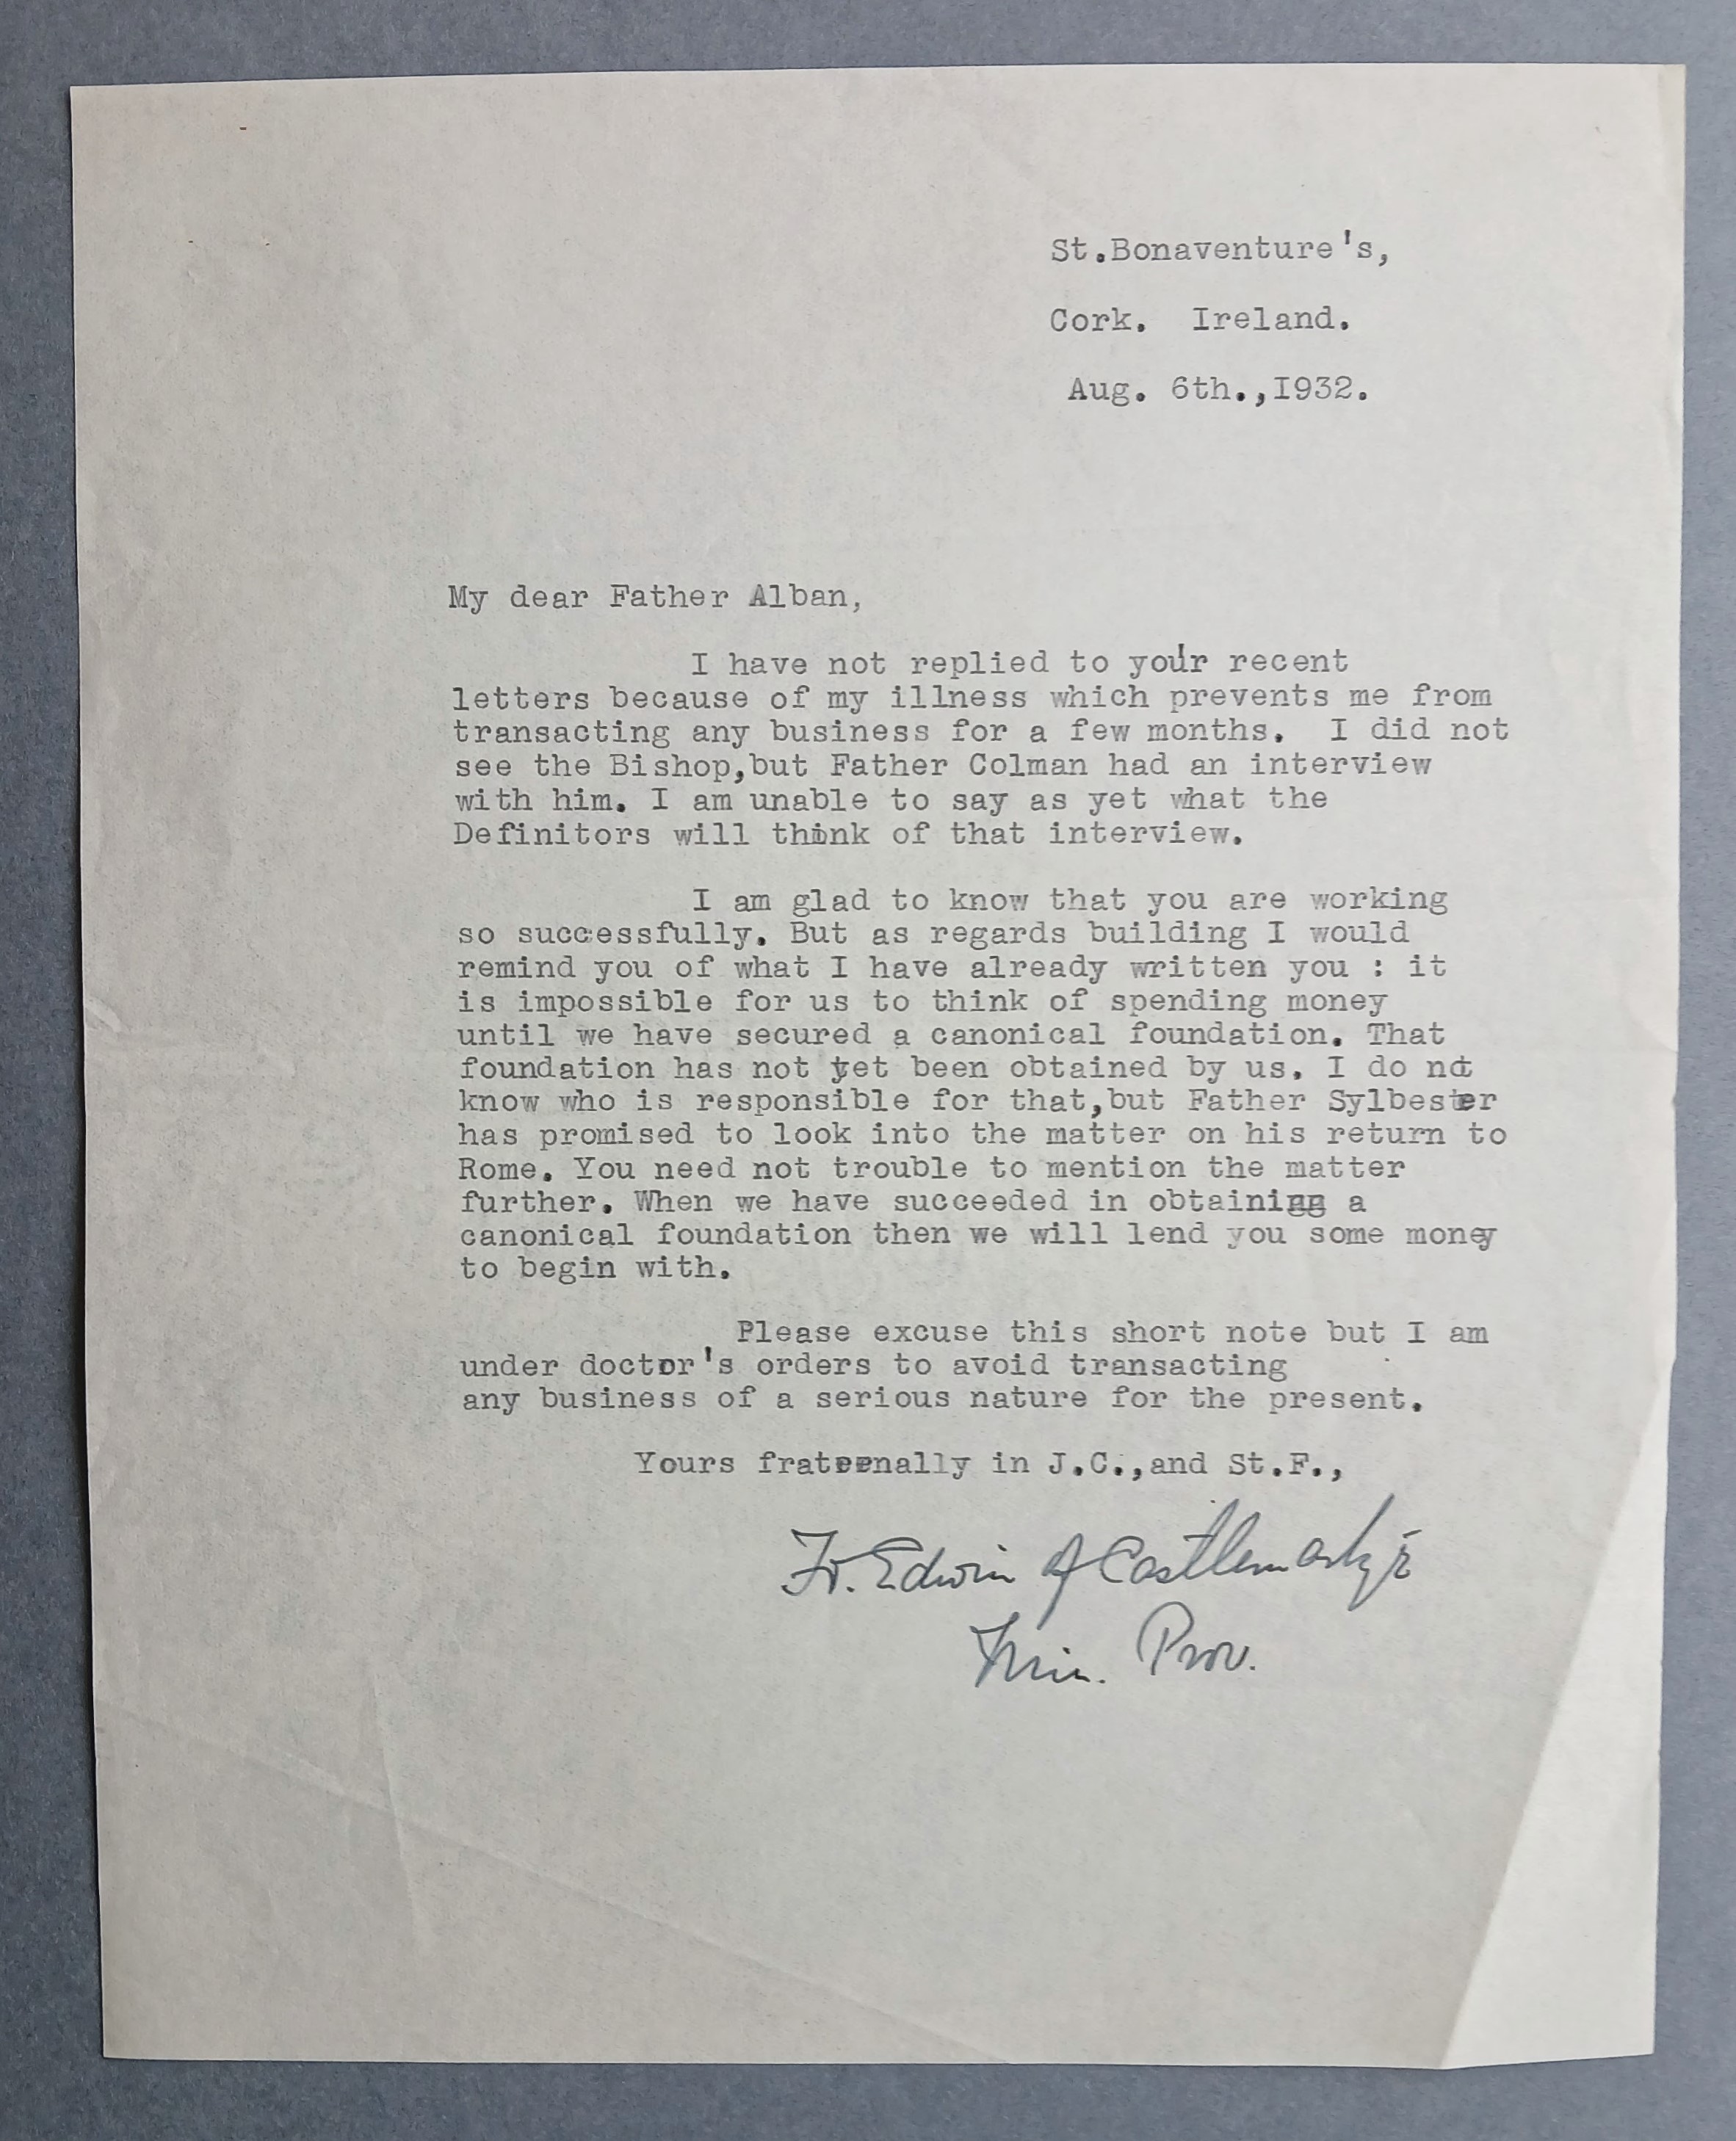 St.Bonaventure's,
Cork. Ireland.
Aug. 6th.,I932.
My dear Father Alban,
I have not replied to your recent
letters because of my illness which prevents me from
transacting any business for a few months. I did not
see the Bishop,but Father Colman had an interview
with him. I am unable to say as yet what the
Definitors will think of that interview.
I am glad to know that you are working
so successfully. But as regards building I would
remind you of what I have already written you : it
is impossible for us to think of spending money
until we have secured a canonical foundation. That
foundation has not yet been obtained by us. I do not
know who is responsible for that,but Father Sylbester
has promised to look into the matter on his return to
Rome. You need not trouble to mention the matter
further. When we have succeeded in obtaining a
canonical foundation then we will lend you some money
to begin with.
Please excuse this short note but I am
under doctor's orders to avoid transacting
any business of a serious nature for the present.
Yours fraternally in J.C.,and St.F.,
Fr. Edwin of
Min. Prov.